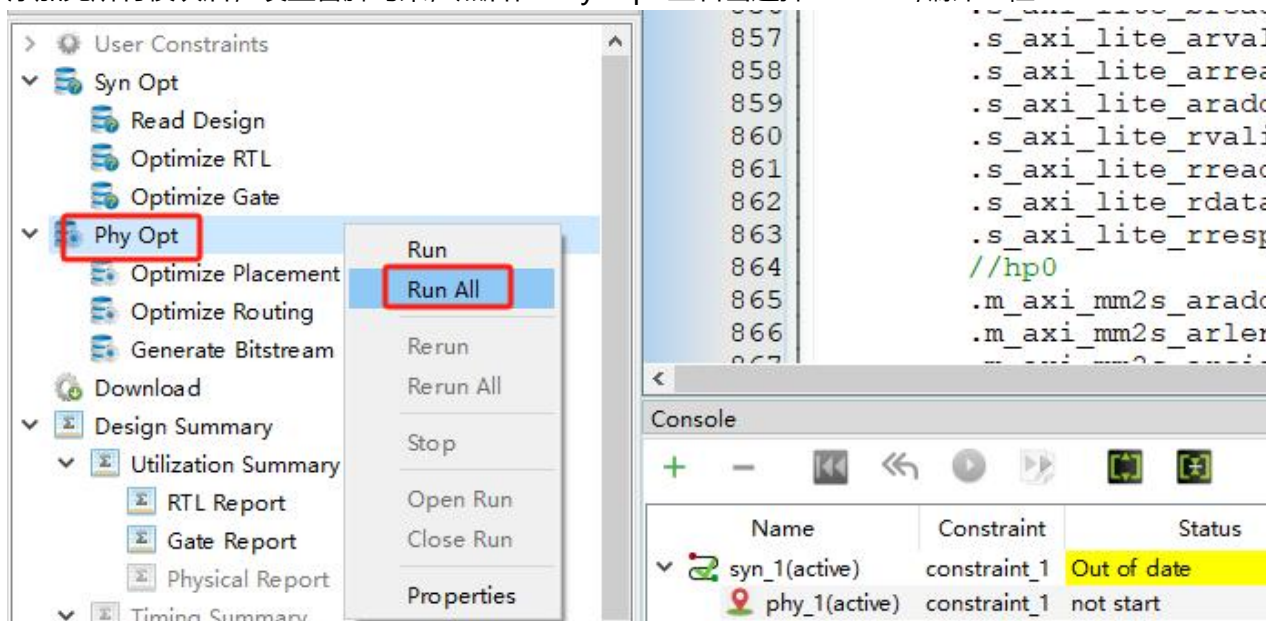 User Constraints
Syn Opt
Read Design
Optimize RTL
Optimize Gate
Phy Opt
Optimize Placement
Optimize Routing
Generate Bitstream
Download
Design Summary
Utilization Summary
RTL Report
Gate Report
Physical Report
Timing Summary
Run
Run All
Rerun
Rerun All
Stop
Open Run
Close Run
Properties
857 .s_axi_lite_arval
858 .s_axi_lite_arrea
859 .s_axi_lite_arado
860 .s_axi_lite_rvali
861 .s_axi_lite_rread
862 .s_axi_lite_rdata
863 .s_axi_lite_rresp
864 //hp0
865 .m_axi_mm2s_arado
866 .m_axi_mm2s_arler
Console
Name Constraint Status
syn_1(active) constraint_1 Out of date
phy_1(active) constraint_1 not start